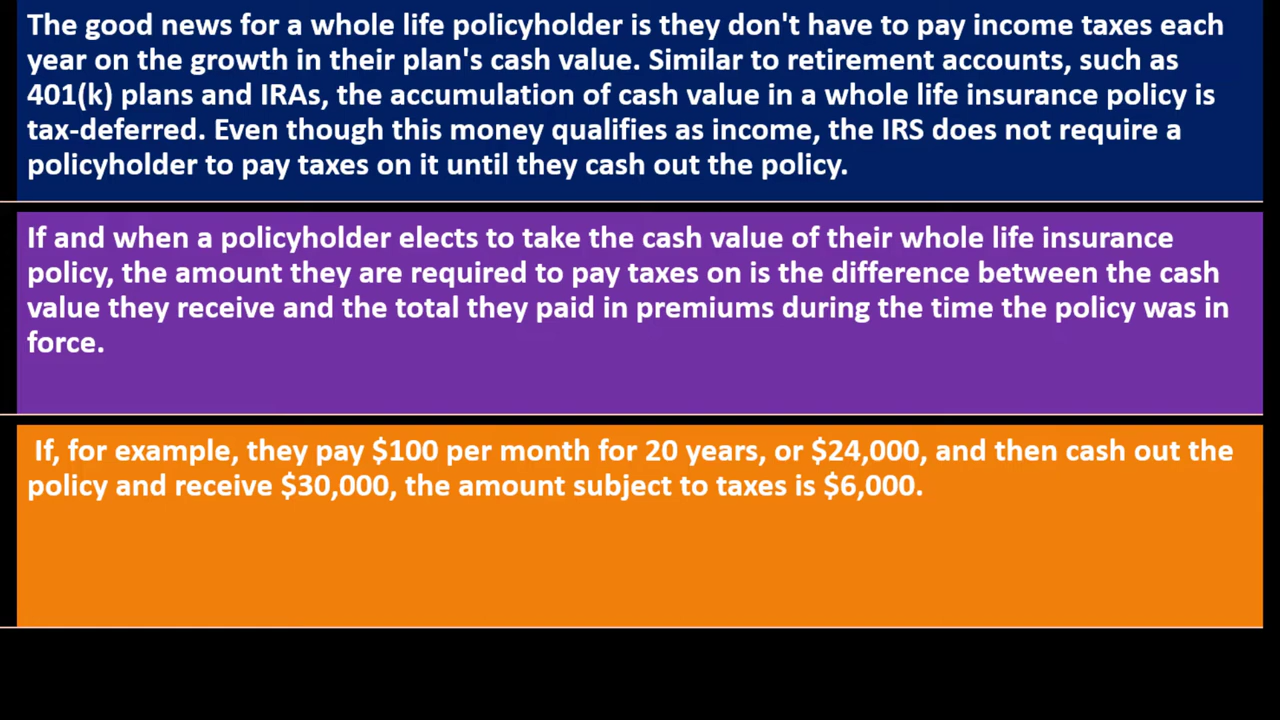 The good news for a whole life policyholder is they don't have to pay income taxes each
year on the growth in their plan's cash value. Similar to retirement accounts, such as
401(k) plans and IRAs, the accumulation of cash value in a whole life insurance policy is
tax-deferred. Even though this money qualifies as income, the IRS does not require a
policyholder to pay taxes on it until they cash out the policy.
If and when a policyholder elects to take the cash value of their whole life insurance
policy, the amount they are required to pay taxes on is the difference between the cash
value they receive and the total they paid in premiums during the time the policy was in
force.
If, for example, they pay $100 per month for 20 years, or $24,000, and then cash out the
policy and receive $30,000, the amount subject to taxes is $6,000.